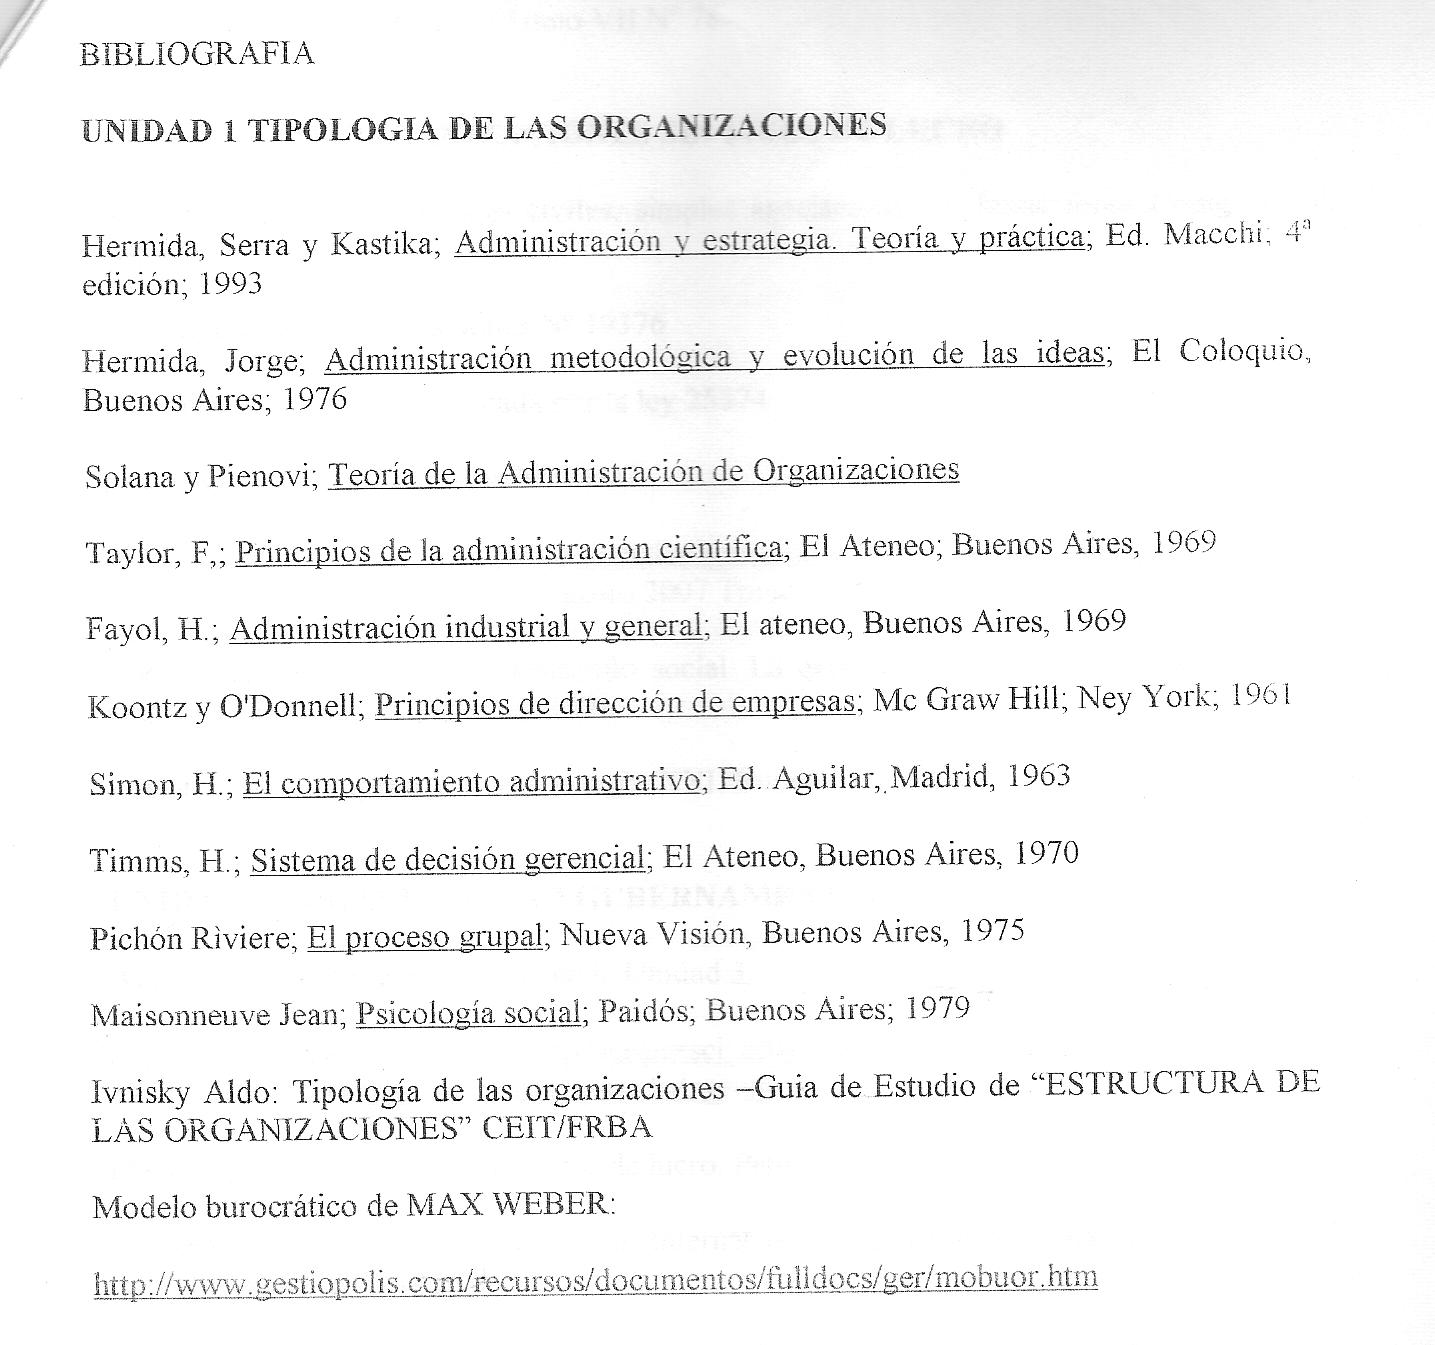 BIBLIOGRAFIA
UNIDAD 1 TIPOLOGIA DE LAS ORGANIZACIONES
Hermida, Serra y Kastika; Administración y estrategia. Teoría y práctica; Ed. Macchi; 4ª
edición; 1993
Hermida, Jorge; Administración metodológica y evolución de las ideas; El Coloquio,
Buenos Aires; 1976
Solana y Pienovi; Teoría de la Administración de Organizaciones
Taylor, F,; Principios de la administración científica; El Ateneo; Buenos Aires, 1969
Fayol, H.; Administración industrial y general; El ateneo, Buenos Aires, 1969
Koontz y O'Donnell; Principios de dirección de empresas; Mc Graw Hill; Ney York; 1961
Simon, H.; El comportamiento administrativo; Ed. Aguilar, Madrid, 1963
Timms, H.; Sistema de decisión gerencial; El Ateneo, Buenos Aires, 1970
Pichón Rivière; El proceso grupal; Nueva Visión, Buenos Aires, 1975
Maisonneuve Jean; Psicología social; Paidós; Buenos Aires; 1979
Ivnisky Aldo: Tipología de las organizaciones –Guia de Estudio de “ESTRUCTURA DE
LAS ORGANIZACIONES” CEIT/FRBA
Modelo burocrático de MAX WEBER:
http://www.gestiopolis.com/recursos/documentos/fulldocs/ger/mobuor.htm